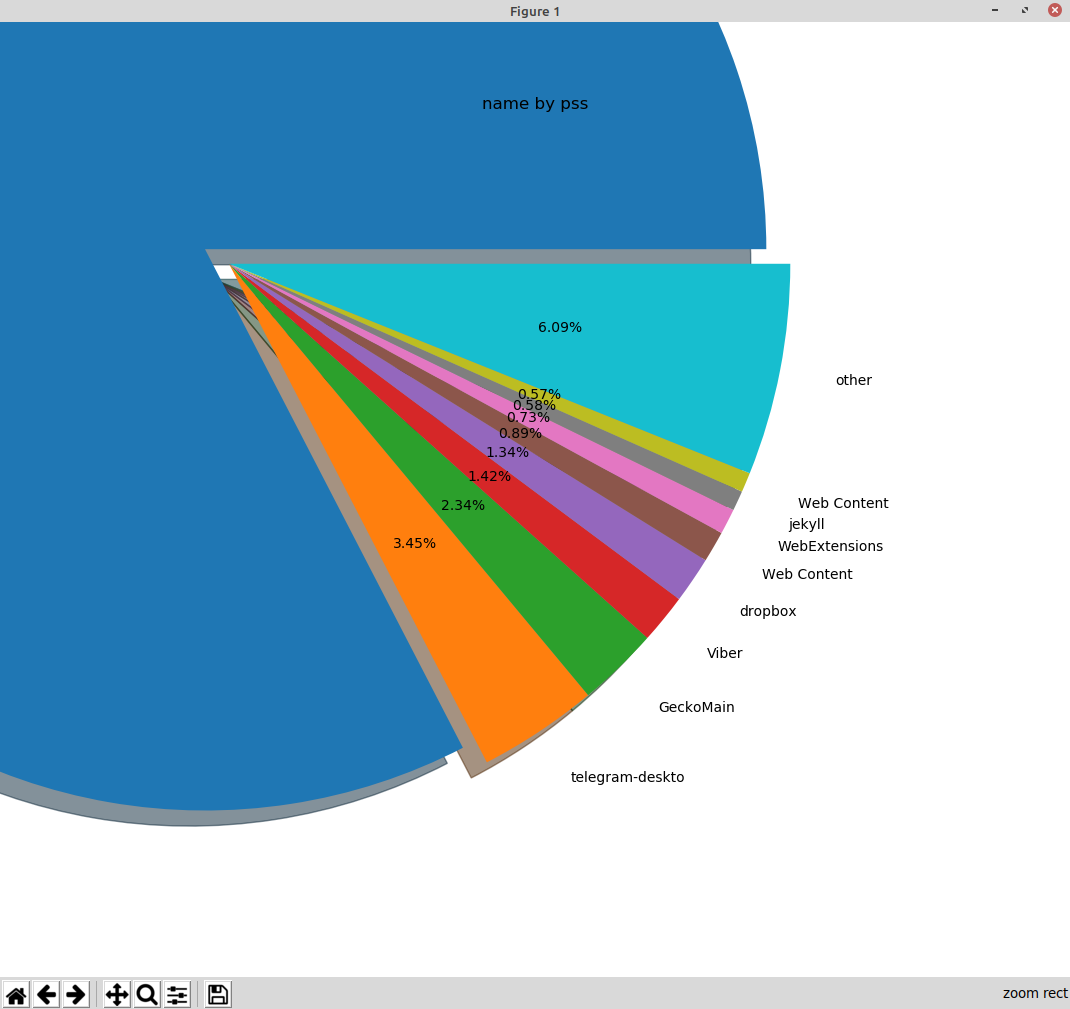 Figure 1
name by pss
6.09%
other
0.57%
0.58%
0.73%
0.89%
1.34%
1.42%
2.34%
3.45%
Web Content
jekyll
WebExtensions
Web Content
dropbox
Viber
GeckoMain
telegram-deskto
zoom rect